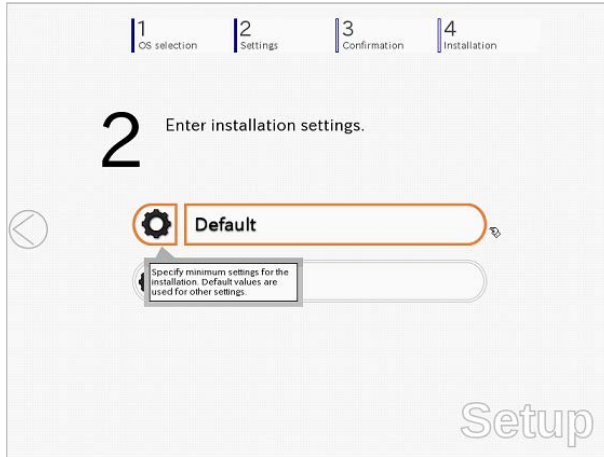 1
OS selection
2
Settings
3
Confirmation
4
Installation
2
Enter installation settings.
Default
Specify minimum settings for the
installation. Default values are
used for other settings.
Setup